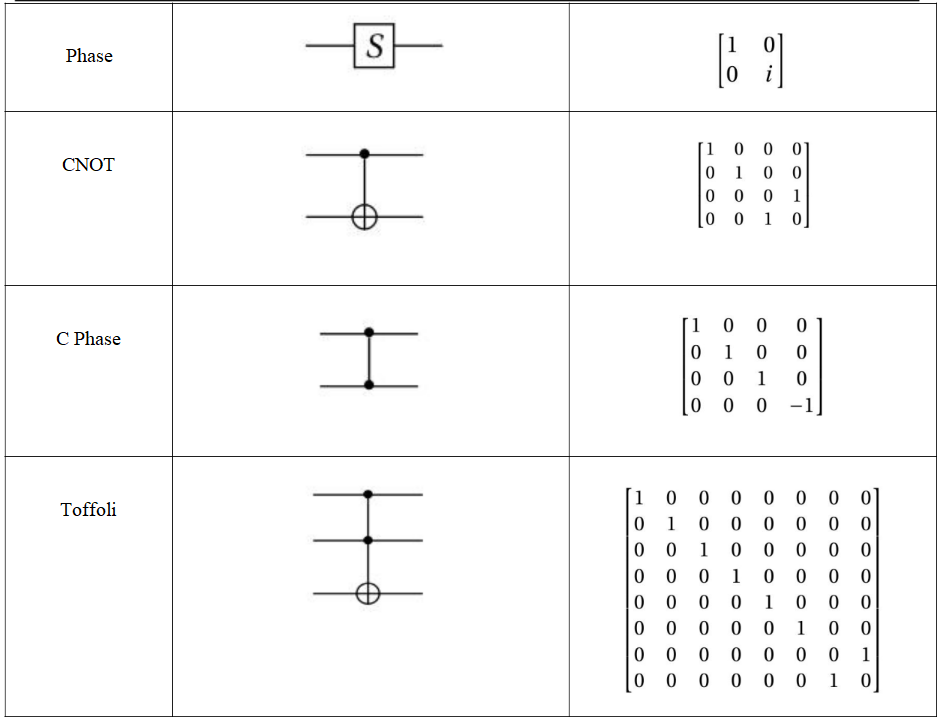 Phase
S
[1 0]
[0 i]
CNOT
[1 0 0 0]
[0 1 0 0]
[0 0 0 1]
[0 0 1 0]
C Phase
[1 0 0 0]
[0 1 0 0]
[0 0 1 0]
[0 0 0 −1]
Toffoli
[1 0 0 0 0 0 0 0]
[0 1 0 0 0 0 0 0]
[0 0 1 0 0 0 0 0]
[0 0 0 1 0 0 0 0]
[0 0 0 0 1 0 0 0]
[0 0 0 0 0 1 0 0]
[0 0 0 0 0 0 0 1]
[0 0 0 0 0 0 1 0]